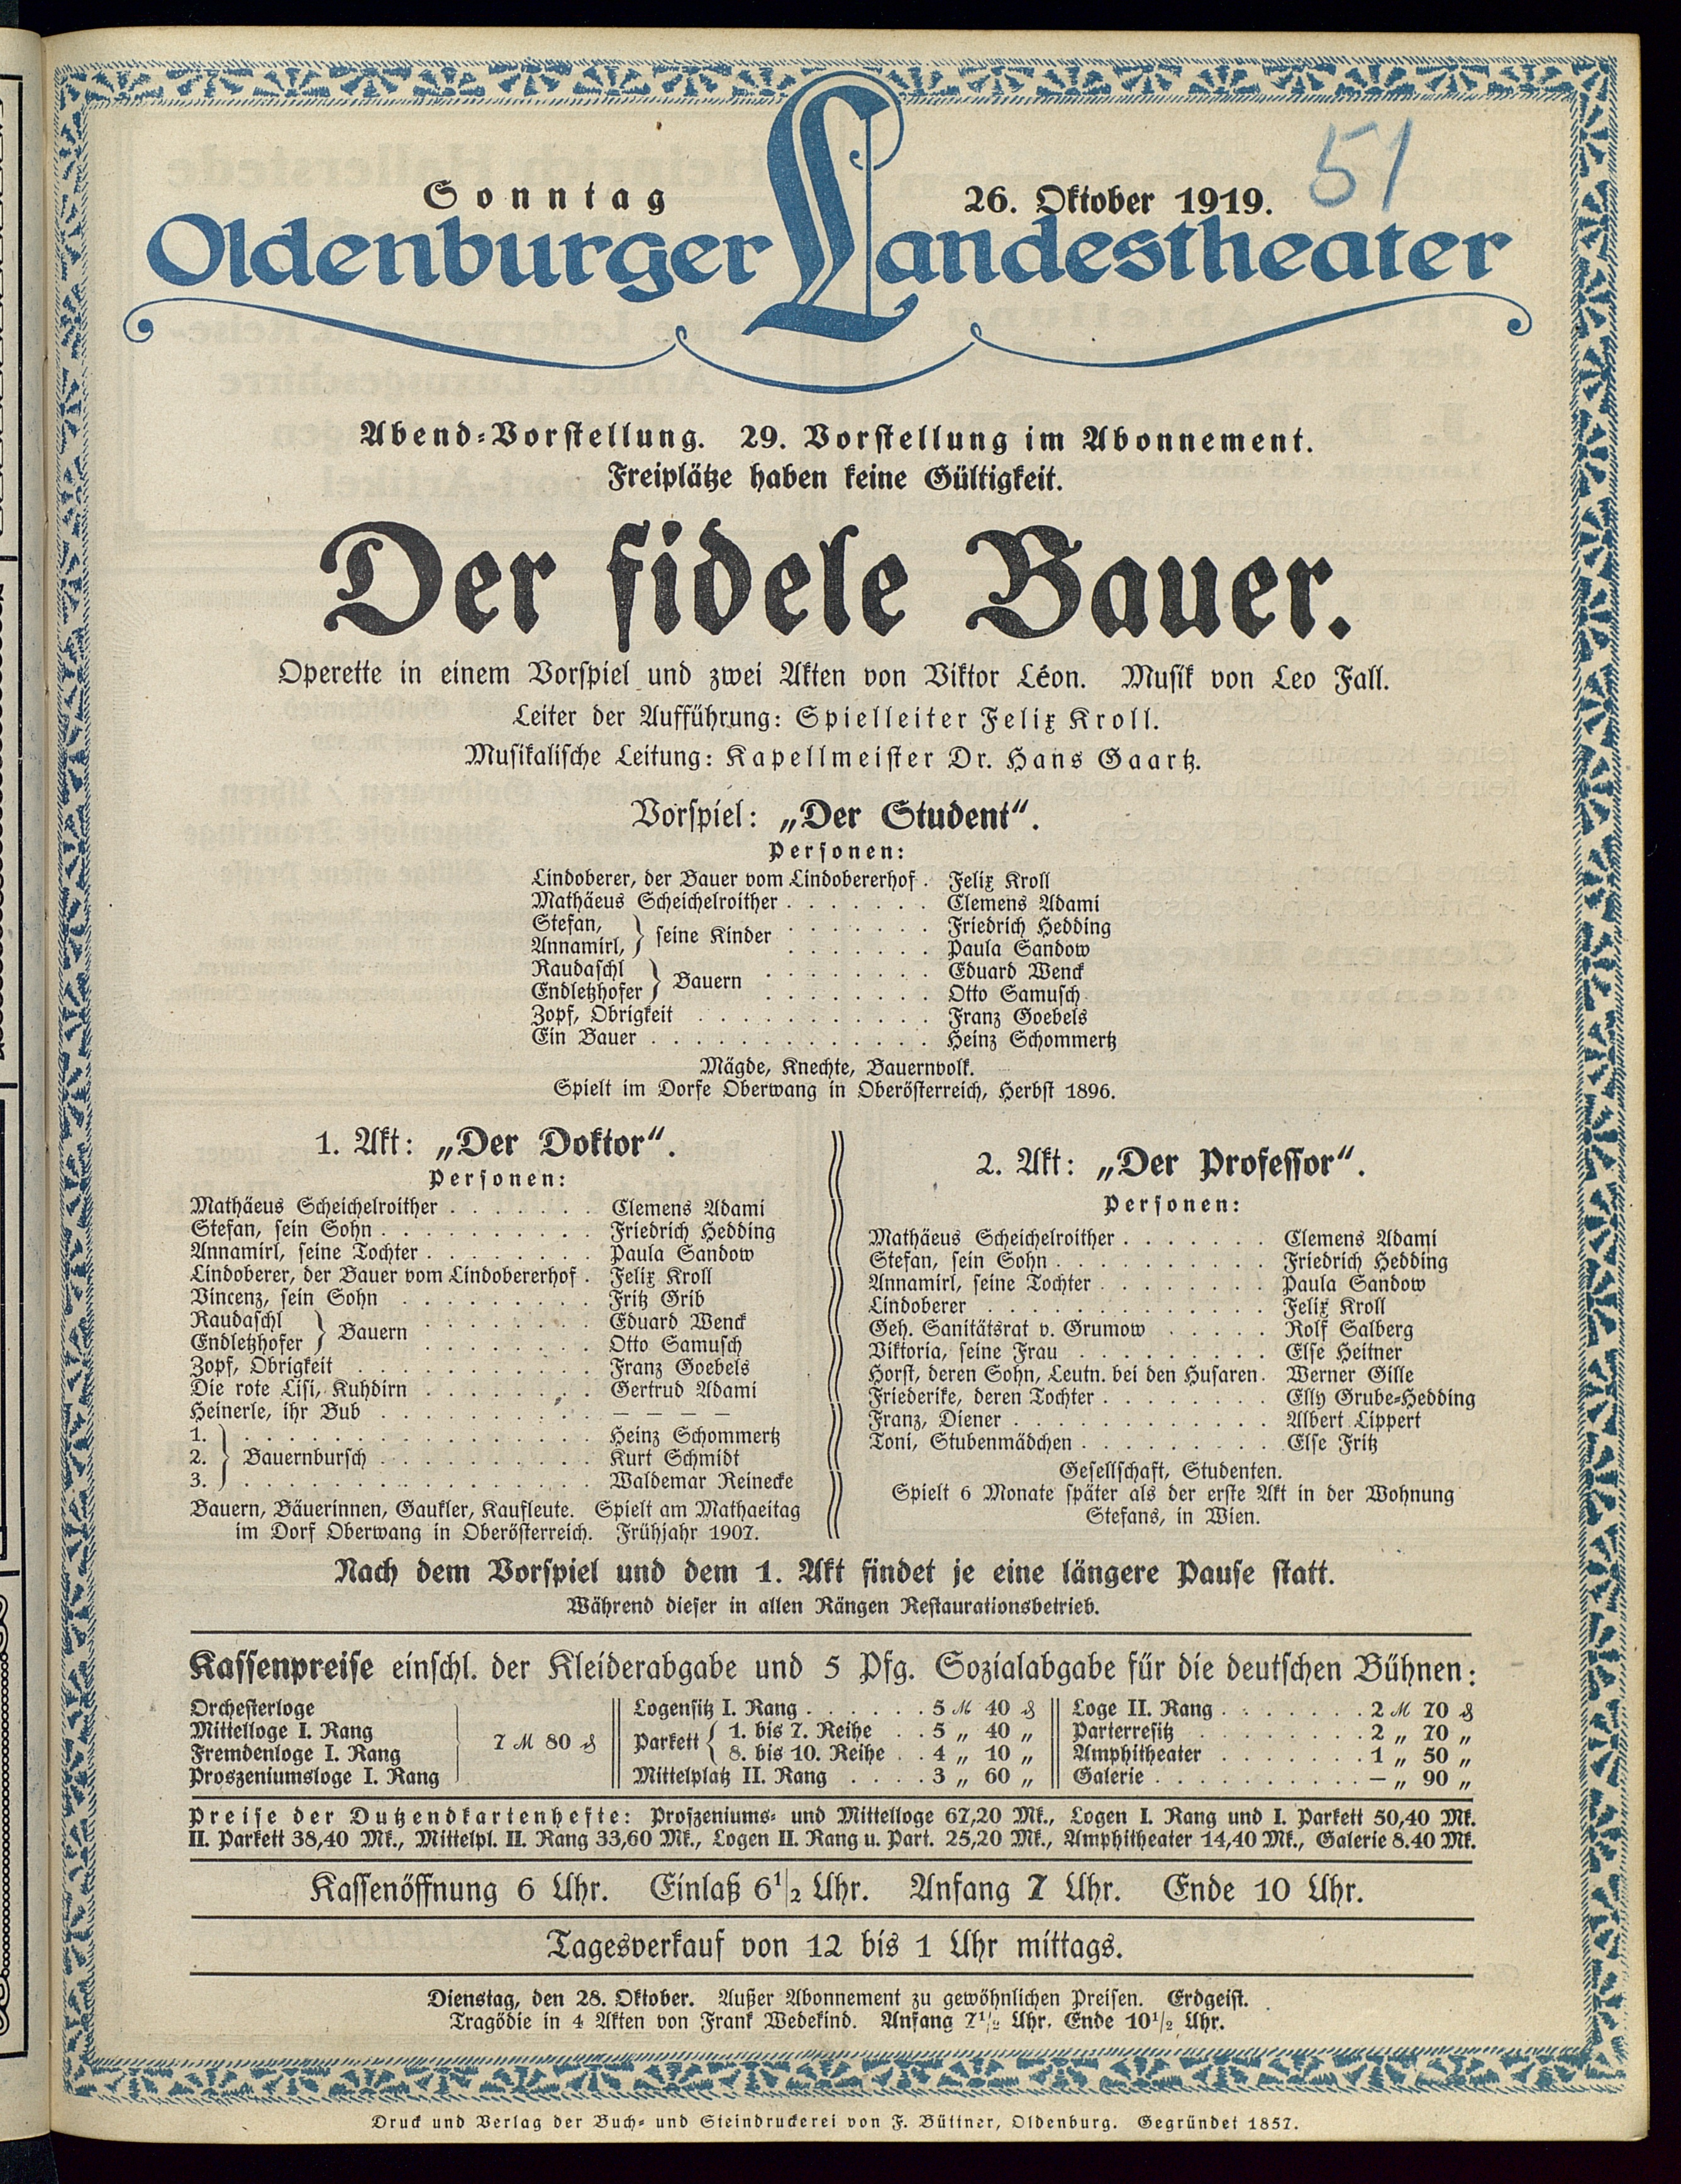 51
Sonntag 26. Oktober 1919.
Oldenburger Landestheater
Abend-Vorstellung. 29. Vorstellung im Abonnement.
Freiplätze haben keine Gültigkeit.
Der fidele Bauer.
Operette in einem Vorspiel und zwei Akten von Viktor Léon. Musik von Leo Fall.
Leiter der Aufführung: Spielleiter Felix Kroll.
Musikalische Leitung: Kapellmeister Dr. Hans Gaartz.
Vorspiel: „Der Student“.
Personen:
Lindoberer, der Bauer vom Lindobererhof . Felix Kroll
Mathäeus Scheichelroither . . . . . . . Clemens Adami
Stefan, } seine Kinder . . . . . . . Friedrich Hedding
Annamirl, } . . . . . . . Paula Sandow
Raudaschl } Bauern . . . . . . . . Eduard Wenck
Endletzhofer } . . . . . . . . Otto Samusch
Zopf, Obrigkeit . . . . . . . . . . . Franz Goebels
Ein Bauer . . . . . . . . . . . . . Heinz Schommertz
Mägde, Knechte, Bauernvolk.
Spielt im Dorfe Oberwang in Oberösterreich, Herbst 1896.
1. Akt: „Der Doktor“.
Personen:
Mathäeus Scheichelroither . . . . . . . Clemens Adami
Stefan, sein Sohn . . . . . . . . . . Friedrich Hedding
Annamirl, seine Tochter . . . . . . . . Paula Sandow
Lindoberer, der Bauer vom Lindobererhof . Felix Kroll
Vincenz, sein Sohn . . . . . . . . . Fritz Grib
Raudaschl } Bauern . . . . . . . . Eduard Wenck
Endletzhofer } . . . . . . . . Otto Samusch
Zopf, Obrigkeit . . . . . . . . . . . Franz Goebels
Die rote Lisi, Kuhdirn . . . . . . . . Gertrud Adami
Heinerle, ihr Bub . . . . . . . . . . — — — —
1. } . . . . . . . . . . . . . . . . Heinz Schommertz
2. } Bauernbursch . . . . . . . . . . Kurt Schmidt
3. } . . . . . . . . . . . . . . . . Waldemar Reinecke
Bauern, Bäuerinnen, Gaukler, Kaufleute. Spielt am Mathaeitag
im Dorf Oberwang in Oberösterreich. Frühjahr 1907.
2. Akt: „Der Professor“.
Personen:
Mathäeus Scheichelroither . . . . . . . Clemens Adami
Stefan, sein Sohn . . . . . . . . . . Friedrich Hedding
Annamirl, seine Tochter . . . . . . . . Paula Sandow
Lindoberer . . . . . . . . . . . . . Felix Kroll
Geh. Sanitätsrat v. Grumow . . . . . Rolf Salberg
Viktoria, seine Frau . . . . . . . . . Else Heitner
Horst, deren Sohn, Leutn. bei den Husaren . Werner Gille
Friederike, deren Tochter . . . . . . . . Elly Grube-Hedding
Franz, Diener . . . . . . . . . . . . Albert Lippert
Toni, Stubenmädchen . . . . . . . . . Else Fritz
Gesellschaft, Studenten.
Spielt 6 Monate später als der erste Akt in der Wohnung
Stefans, in Wien.
Nach dem Vorspiel und dem 1. Akt findet je eine längere Pause statt.
Während dieser in allen Rängen Restaurationsbetrieb.
Kassenpreise einschl. der Kleiderabgabe und 5 Pfg. Sozialabgabe für die deutschen Bühnen:
Orchesterloge
Mittelloge I. Rang
Fremdenloge I. Rang
Proszeniumsloge I. Rang
7 ℳ 80 ₰
Logensitz I. Rang . . . . . . 5 ℳ 40 ₰
Parkett { 1. bis 7. Reihe . . 5 „ 40 „
8. bis 10. Reihe . . 4 „ 10 „
Mittelplatz II. Rang . . . . 3 „ 60 „
Loge II. Rang . . . . . . . 2 ℳ 70 ₰
Parterresitz . . . . . . . . 2 „ 70 „
Amphitheater . . . . . . . 1 „ 50 „
Galerie . . . . . . . . . . — „ 90 „
Preise der Dutzendkartenhefte: Proszeniums- und Mittelloge 67,20 Mk., Logen I. Rang und I. Parkett 50,40 Mk.
II. Parkett 38,40 Mk., Mittelpl. II. Rang 33,60 Mk., Logen II. Rang u. Part. 25,20 Mk., Amphitheater 14,40 Mk., Galerie 8.40 Mk.
Kassenöffnung 6 Uhr. Einlaß 6 1/2 Uhr. Anfang 7 Uhr. Ende 10 Uhr.
Tagesverkauf von 12 bis 1 Uhr mittags.
Dienstag, den 28. Oktober. Außer Abonnement zu gewöhnlichen Preisen. Erdgeist.
Tragödie in 4 Akten von Frank Wedekind. Anfang 7 1/2 Uhr. Ende 10 1/2 Uhr.
Druck und Verlag der Buch- und Steindruckerei von F. Büttner, Oldenburg. Gegründet 1857.